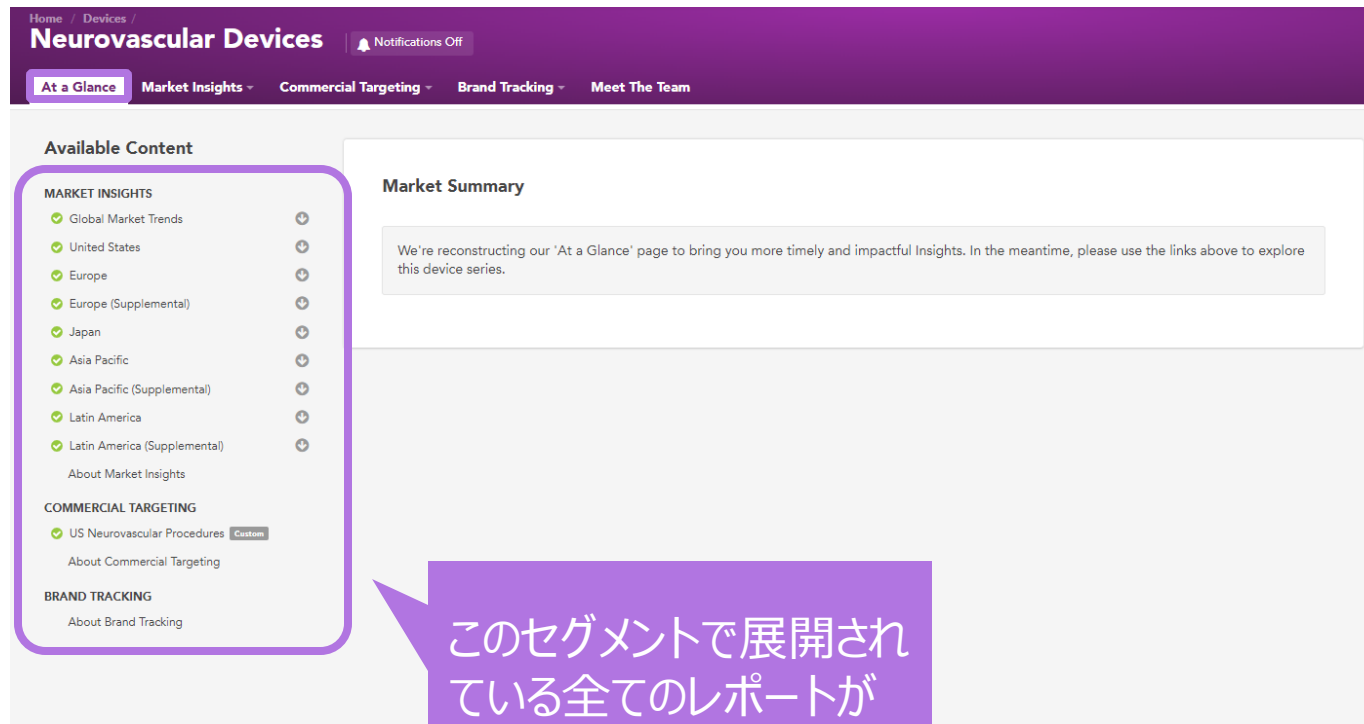 Home / Devices /
Neurovascular Devices
Notifications Off
At a Glance
Market Insights
Commercial Targeting
Brand Tracking
Meet The Team
Available Content
MARKET INSIGHTS
Global Market Trends
United States
Europe
Europe (Supplemental)
Japan
Asia Pacific
Asia Pacific (Supplemental)
Latin America
Latin America (Supplemental)
About Market Insights
COMMERCIAL TARGETING
US Neurovascular Procedures Custom
About Commercial Targeting
BRAND TRACKING
About Brand Tracking
Market Summary
We're reconstructing our 'At a Glance' page to bring you more timely and impactful Insights. In the meantime, please use the links above to explore
this device series.
このセグメントで展開され
ている全てのレポートが